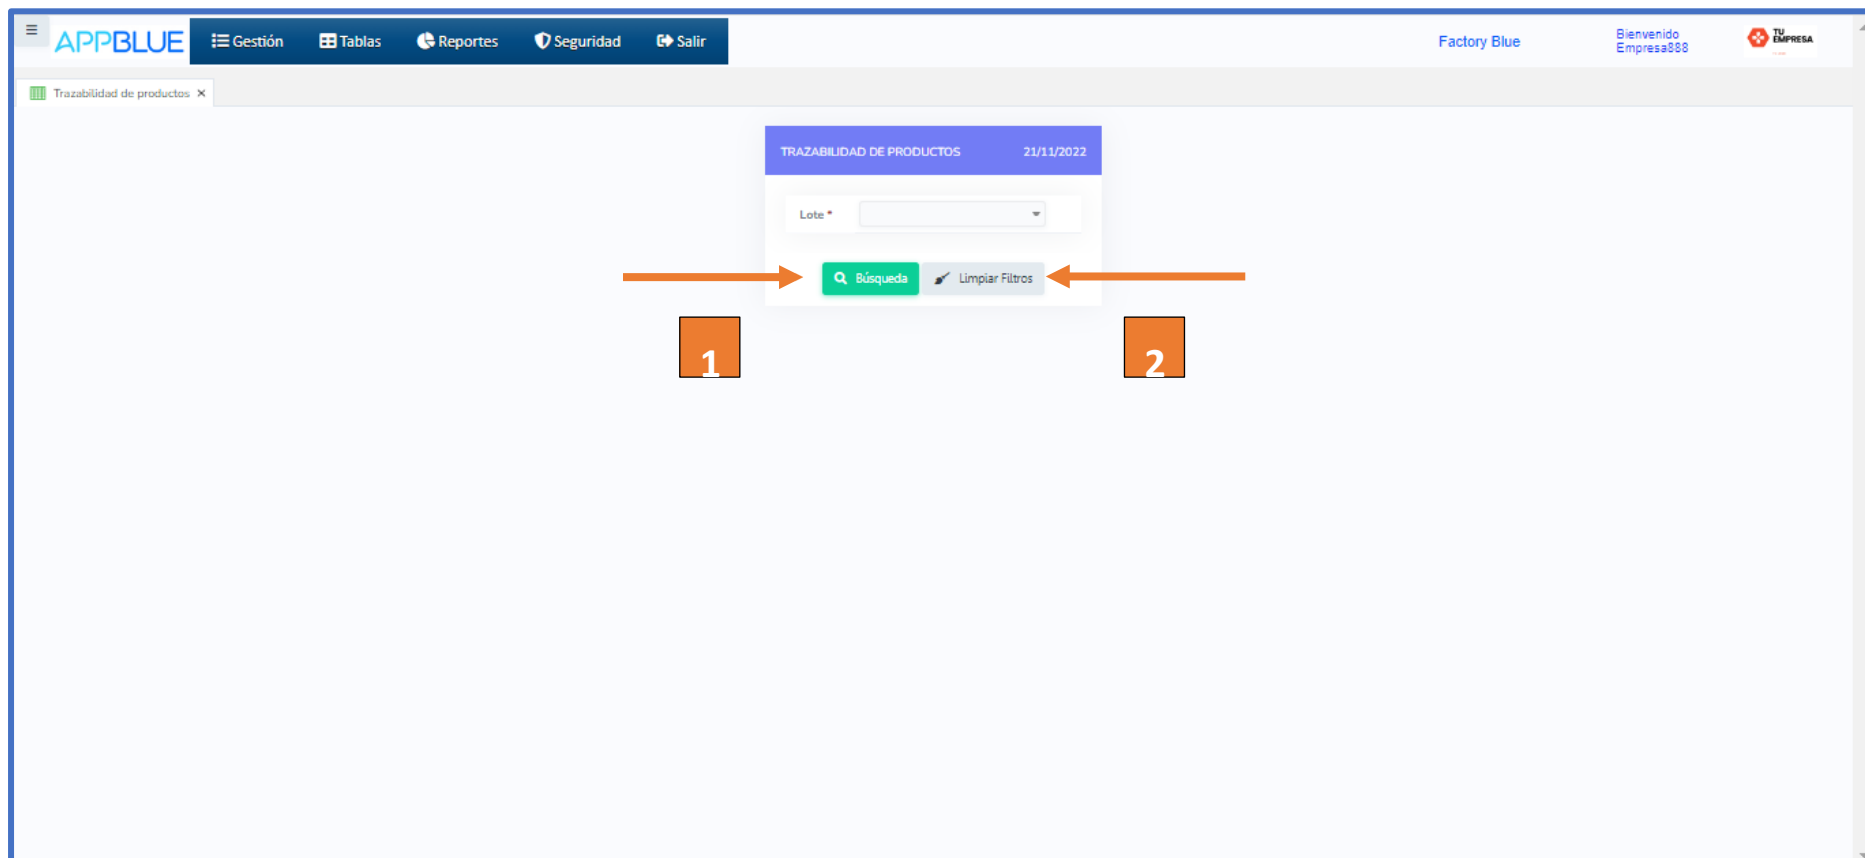 APPBLUE Gestión Tablas Reportes Seguridad Salir Factory Blue Bienvenido
Empresa888
TU
EMPRESA
Trazabilidad de productos
TRAZABILIDAD DE PRODUCTOS 21/11/2022
Lote *
Búsqueda Limpiar Filtros
1 2